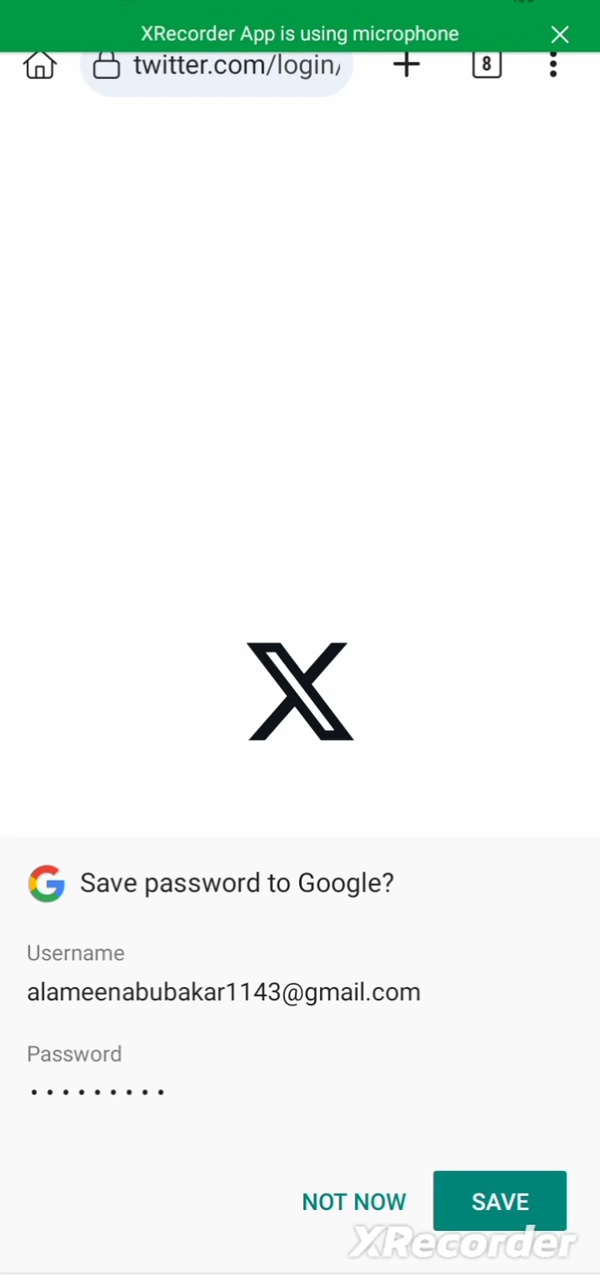 XRecorder App is using microphone
twitter.com/login/
8
Save password to Google?
Username
alameenabubakar1143@gmail.com
Password
•••••••••
NOT NOW
SAVE
XRecorder